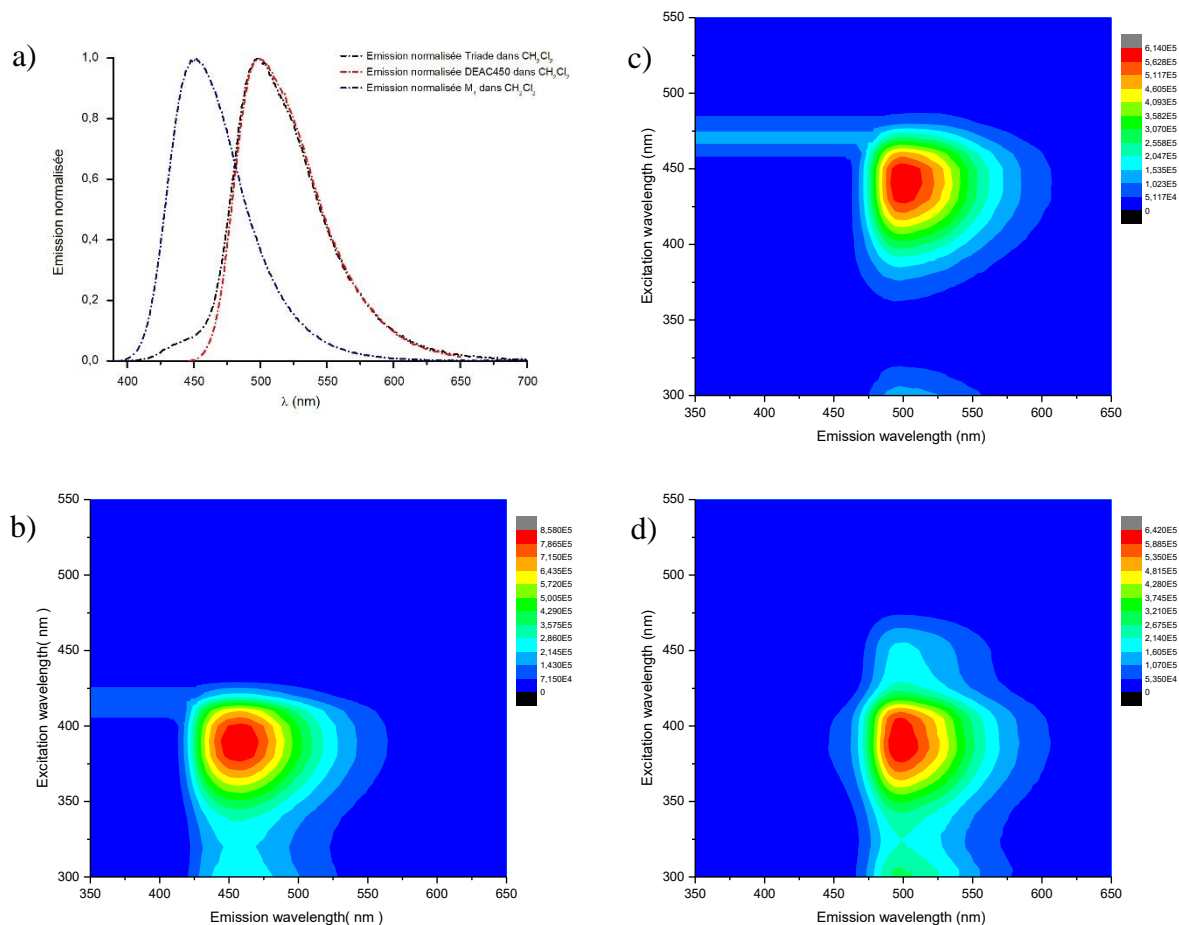 a)
Emission normalisée Triade dans CH₂Cl₂
Emission normalisée DEAC450 dans CH₂Cl₂
Emission normalisée M₁ dans CH₂Cl₂
1,0
0,8
0,6
0,4
0,2
0,0
Emission normalisée
400
450
500
550
600
650
700
λ (nm)
c)
550
500
450
400
350
300
Excitation wavelength (nm)
350
400
450
500
550
600
650
Emission wavelength (nm)
6,140E5
5,628E5
5,117E5
4,605E5
4,093E5
3,582E5
3,070E5
2,558E5
2,047E5
1,535E5
1,023E5
5,117E4
0
b)
550
500
450
400
350
300
Excitation wavelength( nm )
350
400
450
500
550
600
650
Emission wavelength( nm )
8,580E5
7,865E5
7,150E5
6,435E5
5,720E5
5,005E5
4,290E5
3,575E5
2,860E5
2,145E5
1,430E5
7,150E4
0
d)
550
500
450
400
350
300
Excitation wavelength (nm)
350
400
450
500
550
600
650
Emission wavelength (nm)
6,420E5
5,885E5
5,350E5
4,815E5
4,280E5
3,745E5
3,210E5
2,675E5
2,140E5
1,605E5
1,070E5
5,350E4
0